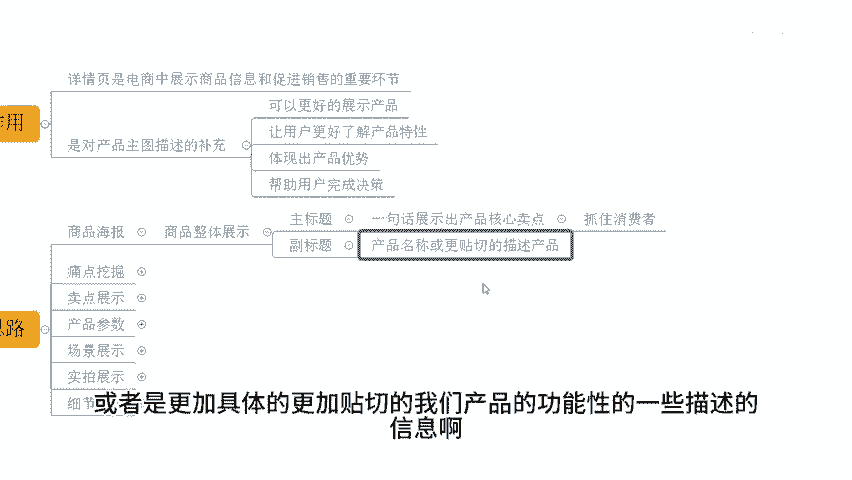 详情页是电商中展示商品信息和促进销售的重要环节
可以更好的展示产品
用
让用户更好了解产品特性
是对产品主图描述的补充
体现出产品优势
帮助用户完成决策
主标题
一句话展示出产品核心卖点
抓住消费者
商品海报
商品整体展示
副标题
产品名称或更贴切的描述产品
痛点挖掘
卖点展示
思路
产品参数
场景展示
实拍展示
细节
或者是更加具体的更加贴切的我们产品的功能性的一些描述的
信息啊